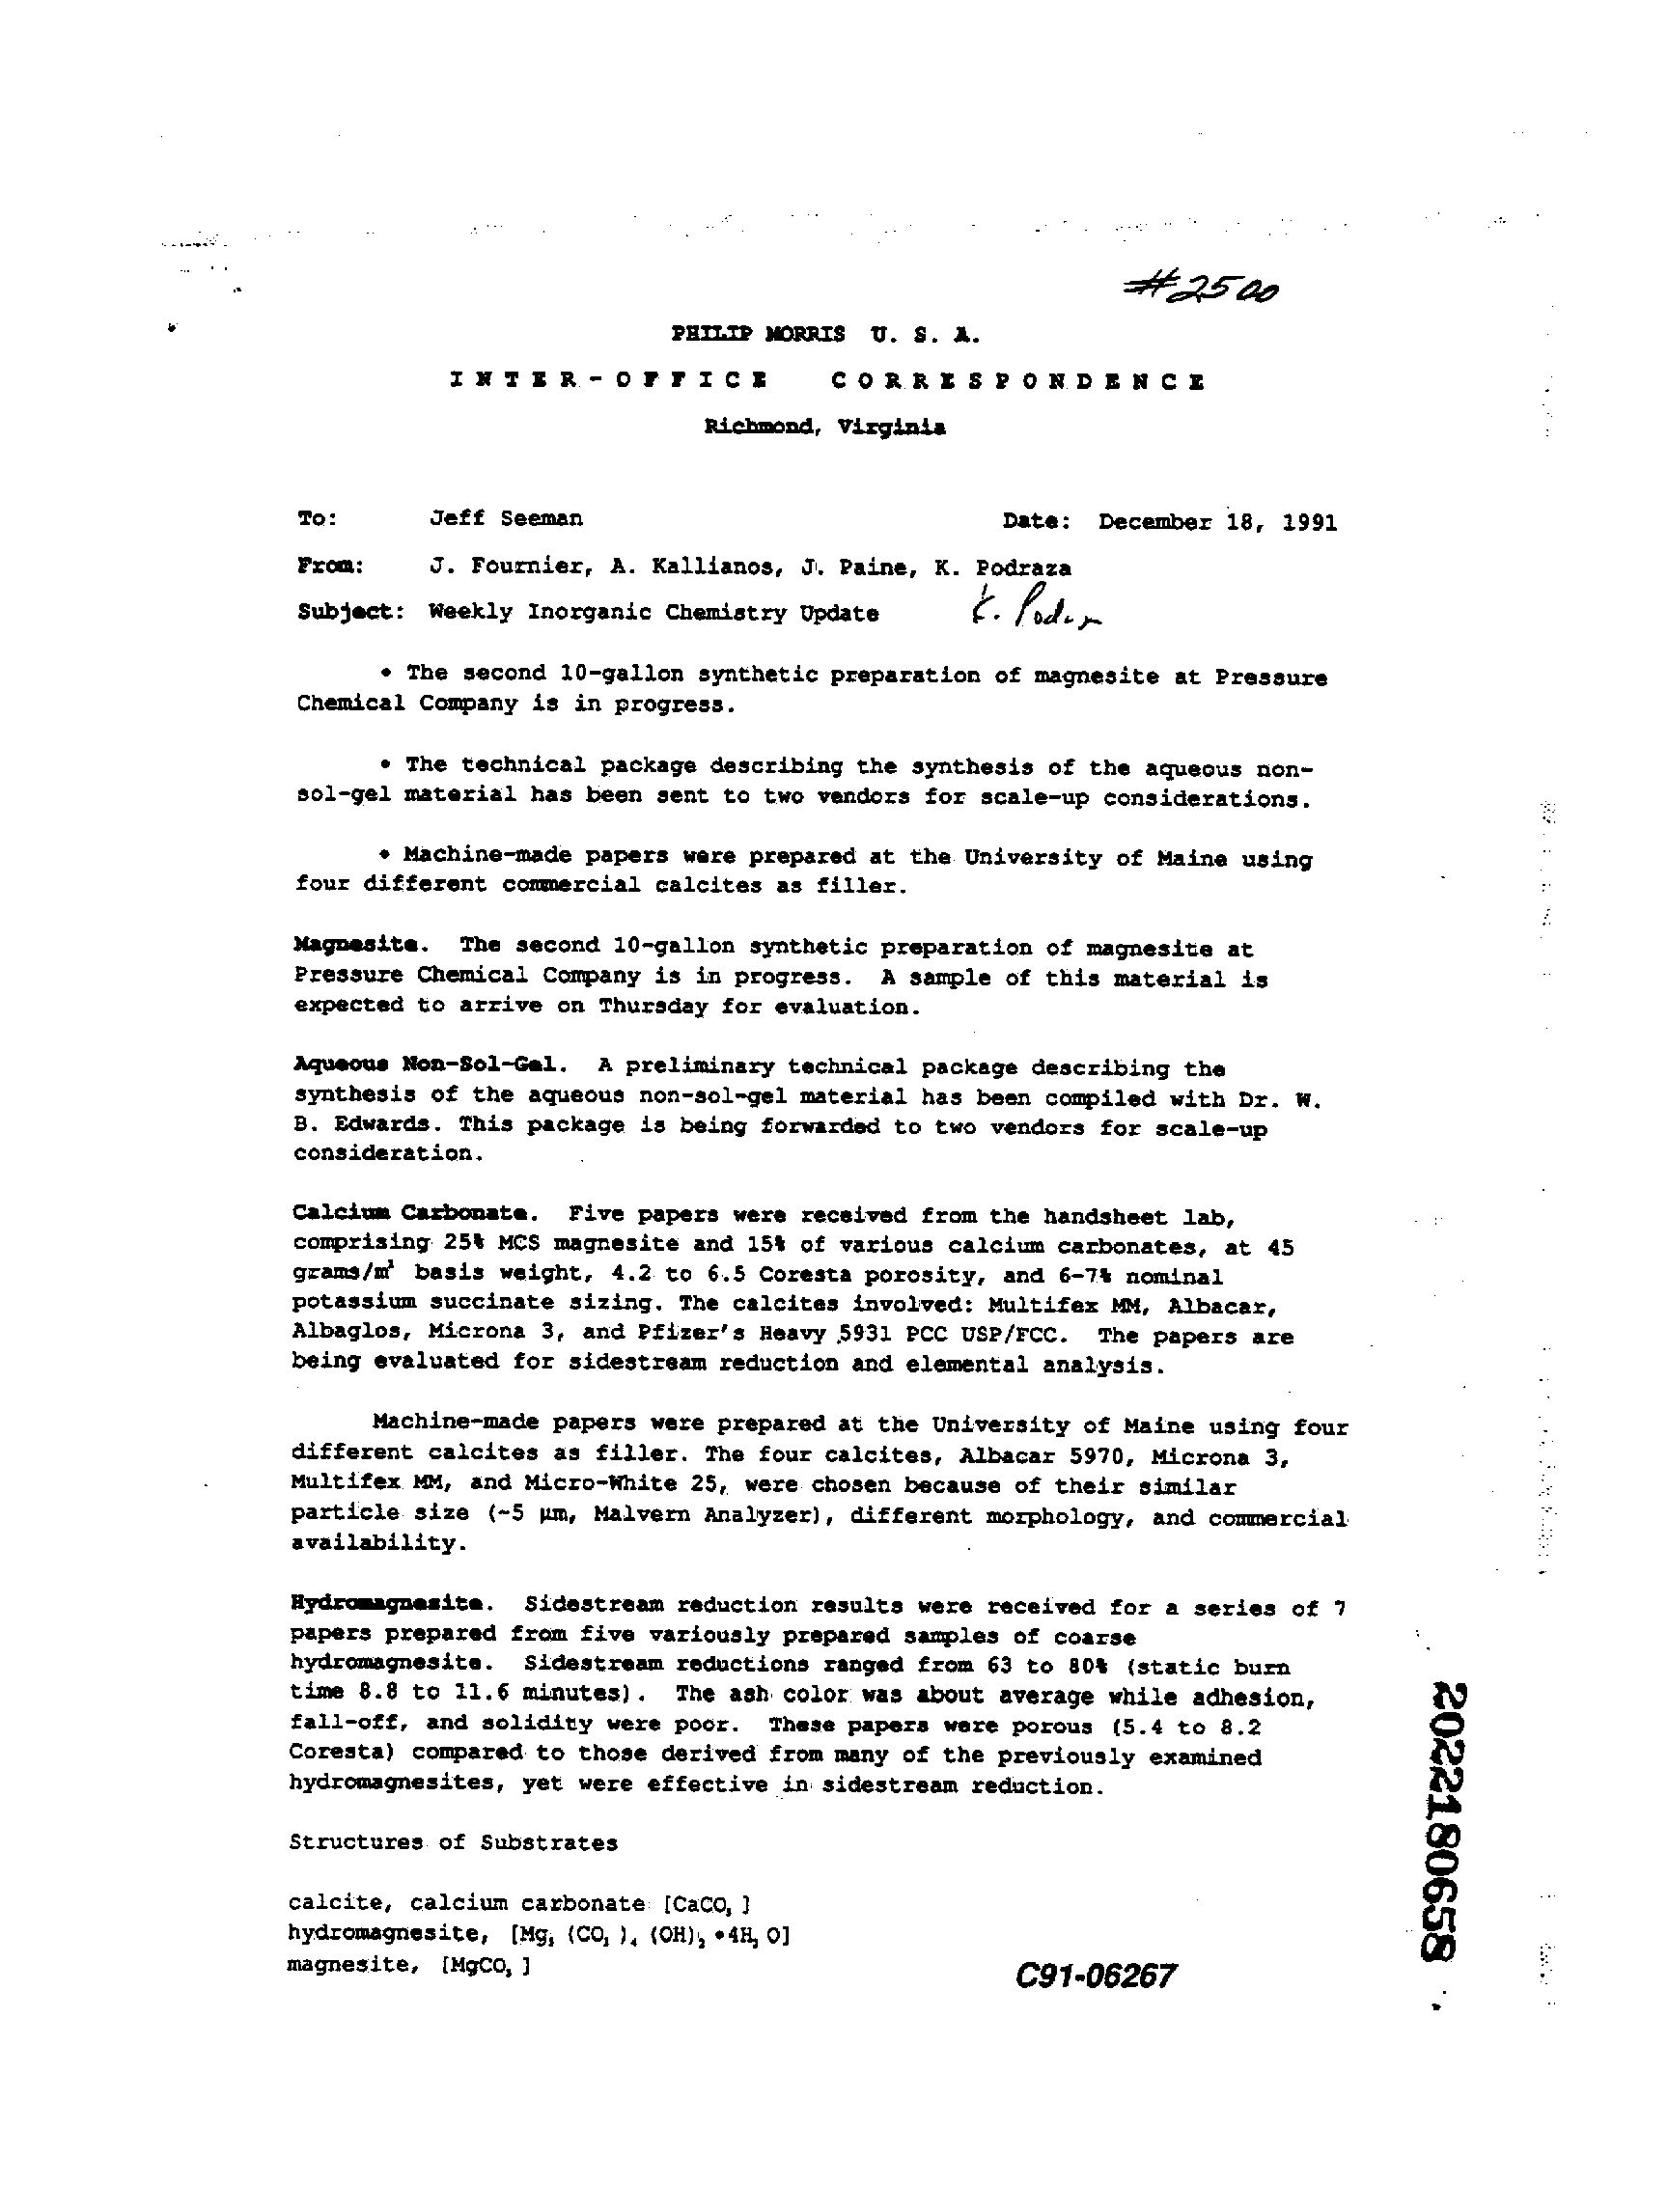 #2500
PHILIP MORRIS U. S. A.
INTER-OFFICE CORRESPONDENCE
Richmond, Virginia
To: Jeff Seeman Date: December 18, 1991
From: J. Fournier, A. Kallianos, J. Paine, K. Podraza
Subject: Weekly Inorganic Chemistry Update K. Podraza
• The second 10-gallon synthetic preparation of magnesite at Pressure
Chemical Company is in progress.
• The technical package describing the synthesis of the aqueous non-
sol-gel material has been sent to two vendors for scale-up considerations.
• Machine-made papers were prepared at the University of Maine using
four different commercial calcites as filler.
Magnesite. The second 10-gallon synthetic preparation of magnesite at
Pressure Chemical Company is in progress. A sample of this material is
expected to arrive on Thursday for evaluation.
Aqueous Non-Sol-Gel. A preliminary technical package describing the
synthesis of the aqueous non-sol-gel material has been compiled with Dr. W.
B. Edwards. This package is being forwarded to two vendors for scale-up
consideration.
Calcium Carbonate. Five papers were received from the handsheet lab,
comprising 25% MCS magnesite and 15% of various calcium carbonates, at 45
grams/m² basis weight, 4.2 to 6.5 Coresta porosity, and 6-7% nominal
potassium succinate sizing. The calcites involved: Multifex MM, Albacar,
Albaglos, Microna 3, and Pfizer's Heavy 5931 PCC USP/FCC. The papers are
being evaluated for sidestream reduction and elemental analysis.
Machine-made papers were prepared at the University of Maine using four
different calcites as filler. The four calcites, Albacar 5970, Microna 3,
Multifex MM, and Micro-White 25, were chosen because of their similar
particle size (~5 µm, Malvern Analyzer), different morphology, and commercial
availability.
Hydromagnesite. Sidestream reduction results were received for a series of 7
papers prepared from five variously prepared samples of coarse
hydromagnesite. Sidestream reductions ranged from 63 to 80% (static burn
time 8.8 to 11.6 minutes). The ash color was about average while adhesion,
fall-off, and solidity were poor. These papers were porous (5.4 to 8.2
Coresta) compared to those derived from many of the previously examined
hydromagnesites, yet were effective in sidestream reduction.
Structures of Substrates
calcite, calcium carbonate [CaCO₃]
hydromagnesite, [Mg₅(CO₃)₄(OH)₂•4H₂O]
magnesite, [MgCO₃]
C91-06267
2022180658